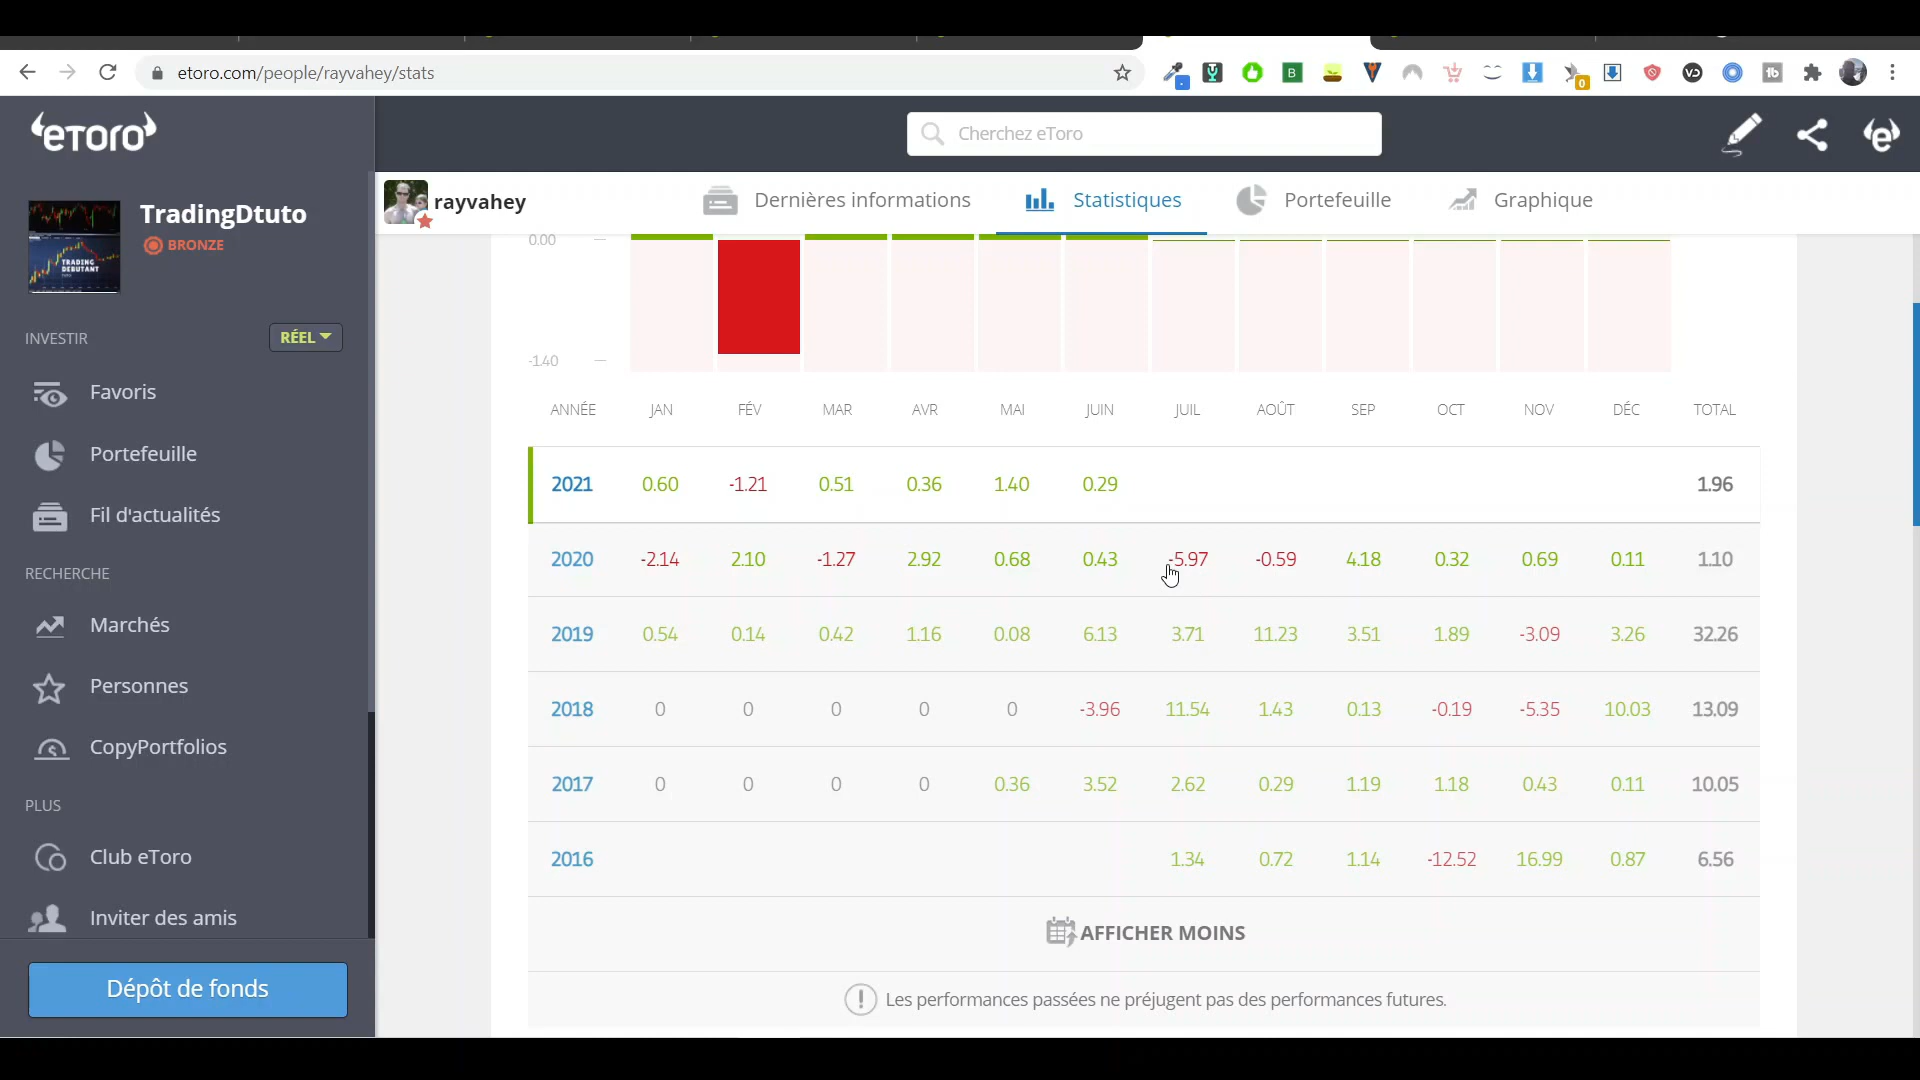 etoro.com/people/rayvahey/stats
B
0
VD
tb
eToro
Cherchez eToro
e
TradingDtuto
BRONZE
TRADING
DEBUTANT
rayvahey
Dernières informations
Statistiques
Portefeuille
Graphique
INVESTIR
RÉEL
Favoris
Portefeuille
Fil d'actualités
RECHERCHE
Marchés
Personnes
CopyPortfolios
PLUS
Club eToro
Inviter des amis
Dépôt de fonds
0.00
-1.40
ANNÉE JAN FÉV MAR AVR MAI JUIN JUIL AOÛT SEP OCT NOV DÉC TOTAL
2021 0.60 -1.21 0.51 0.36 1.40 0.29 1.96
2020 -2.14 2.10 -1.27 2.92 0.68 0.43 -5.97 -0.59 4.18 0.32 0.69 0.11 1.10
2019 0.54 0.14 0.42 1.16 0.08 6.13 3.71 11.23 3.51 1.89 -3.09 3.26 32.26
2018 0 0 0 0 0 -3.96 11.54 1.43 0.13 -0.19 -5.35 10.03 13.09
2017 0 0 0 0 0.36 3.52 2.62 0.29 1.19 1.18 0.43 0.11 10.05
2016 1.34 0.72 1.14 -12.52 16.99 0.87 6.56
AFFICHER MOINS
Les performances passées ne préjugent pas des performances futures.